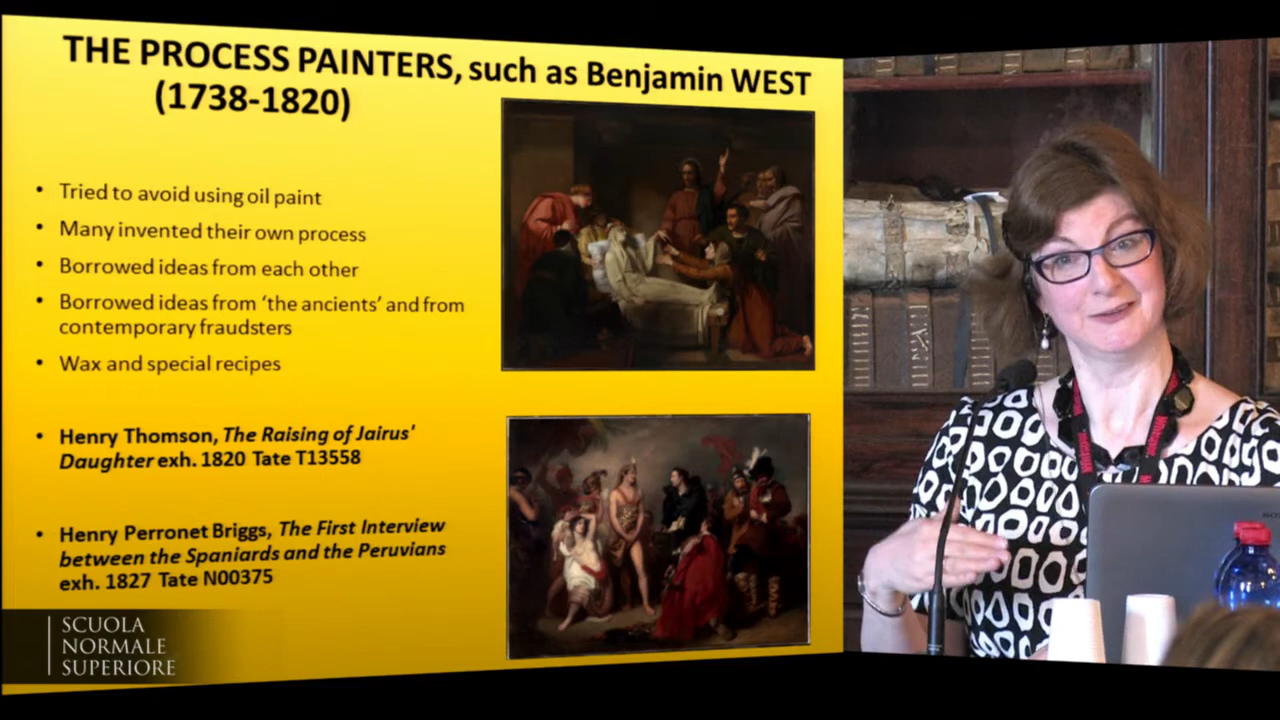 THE PROCESS PAINTERS, such as Benjamin WEST
(1738-1820)
• Tried to avoid using oil paint
• Many invented their own process
• Borrowed ideas from each other
• Borrowed ideas from ‘the ancients’ and from
contemporary fraudsters
• Wax and special recipes
• Henry Thomson, The Raising of Jairus'
Daughter exh. 1820 Tate T13558
• Henry Perronet Briggs, The First Interview
between the Spaniards and the Peruvians
exh. 1827 Tate N00375
SCUOLA
NORMALE
SUPERIORE